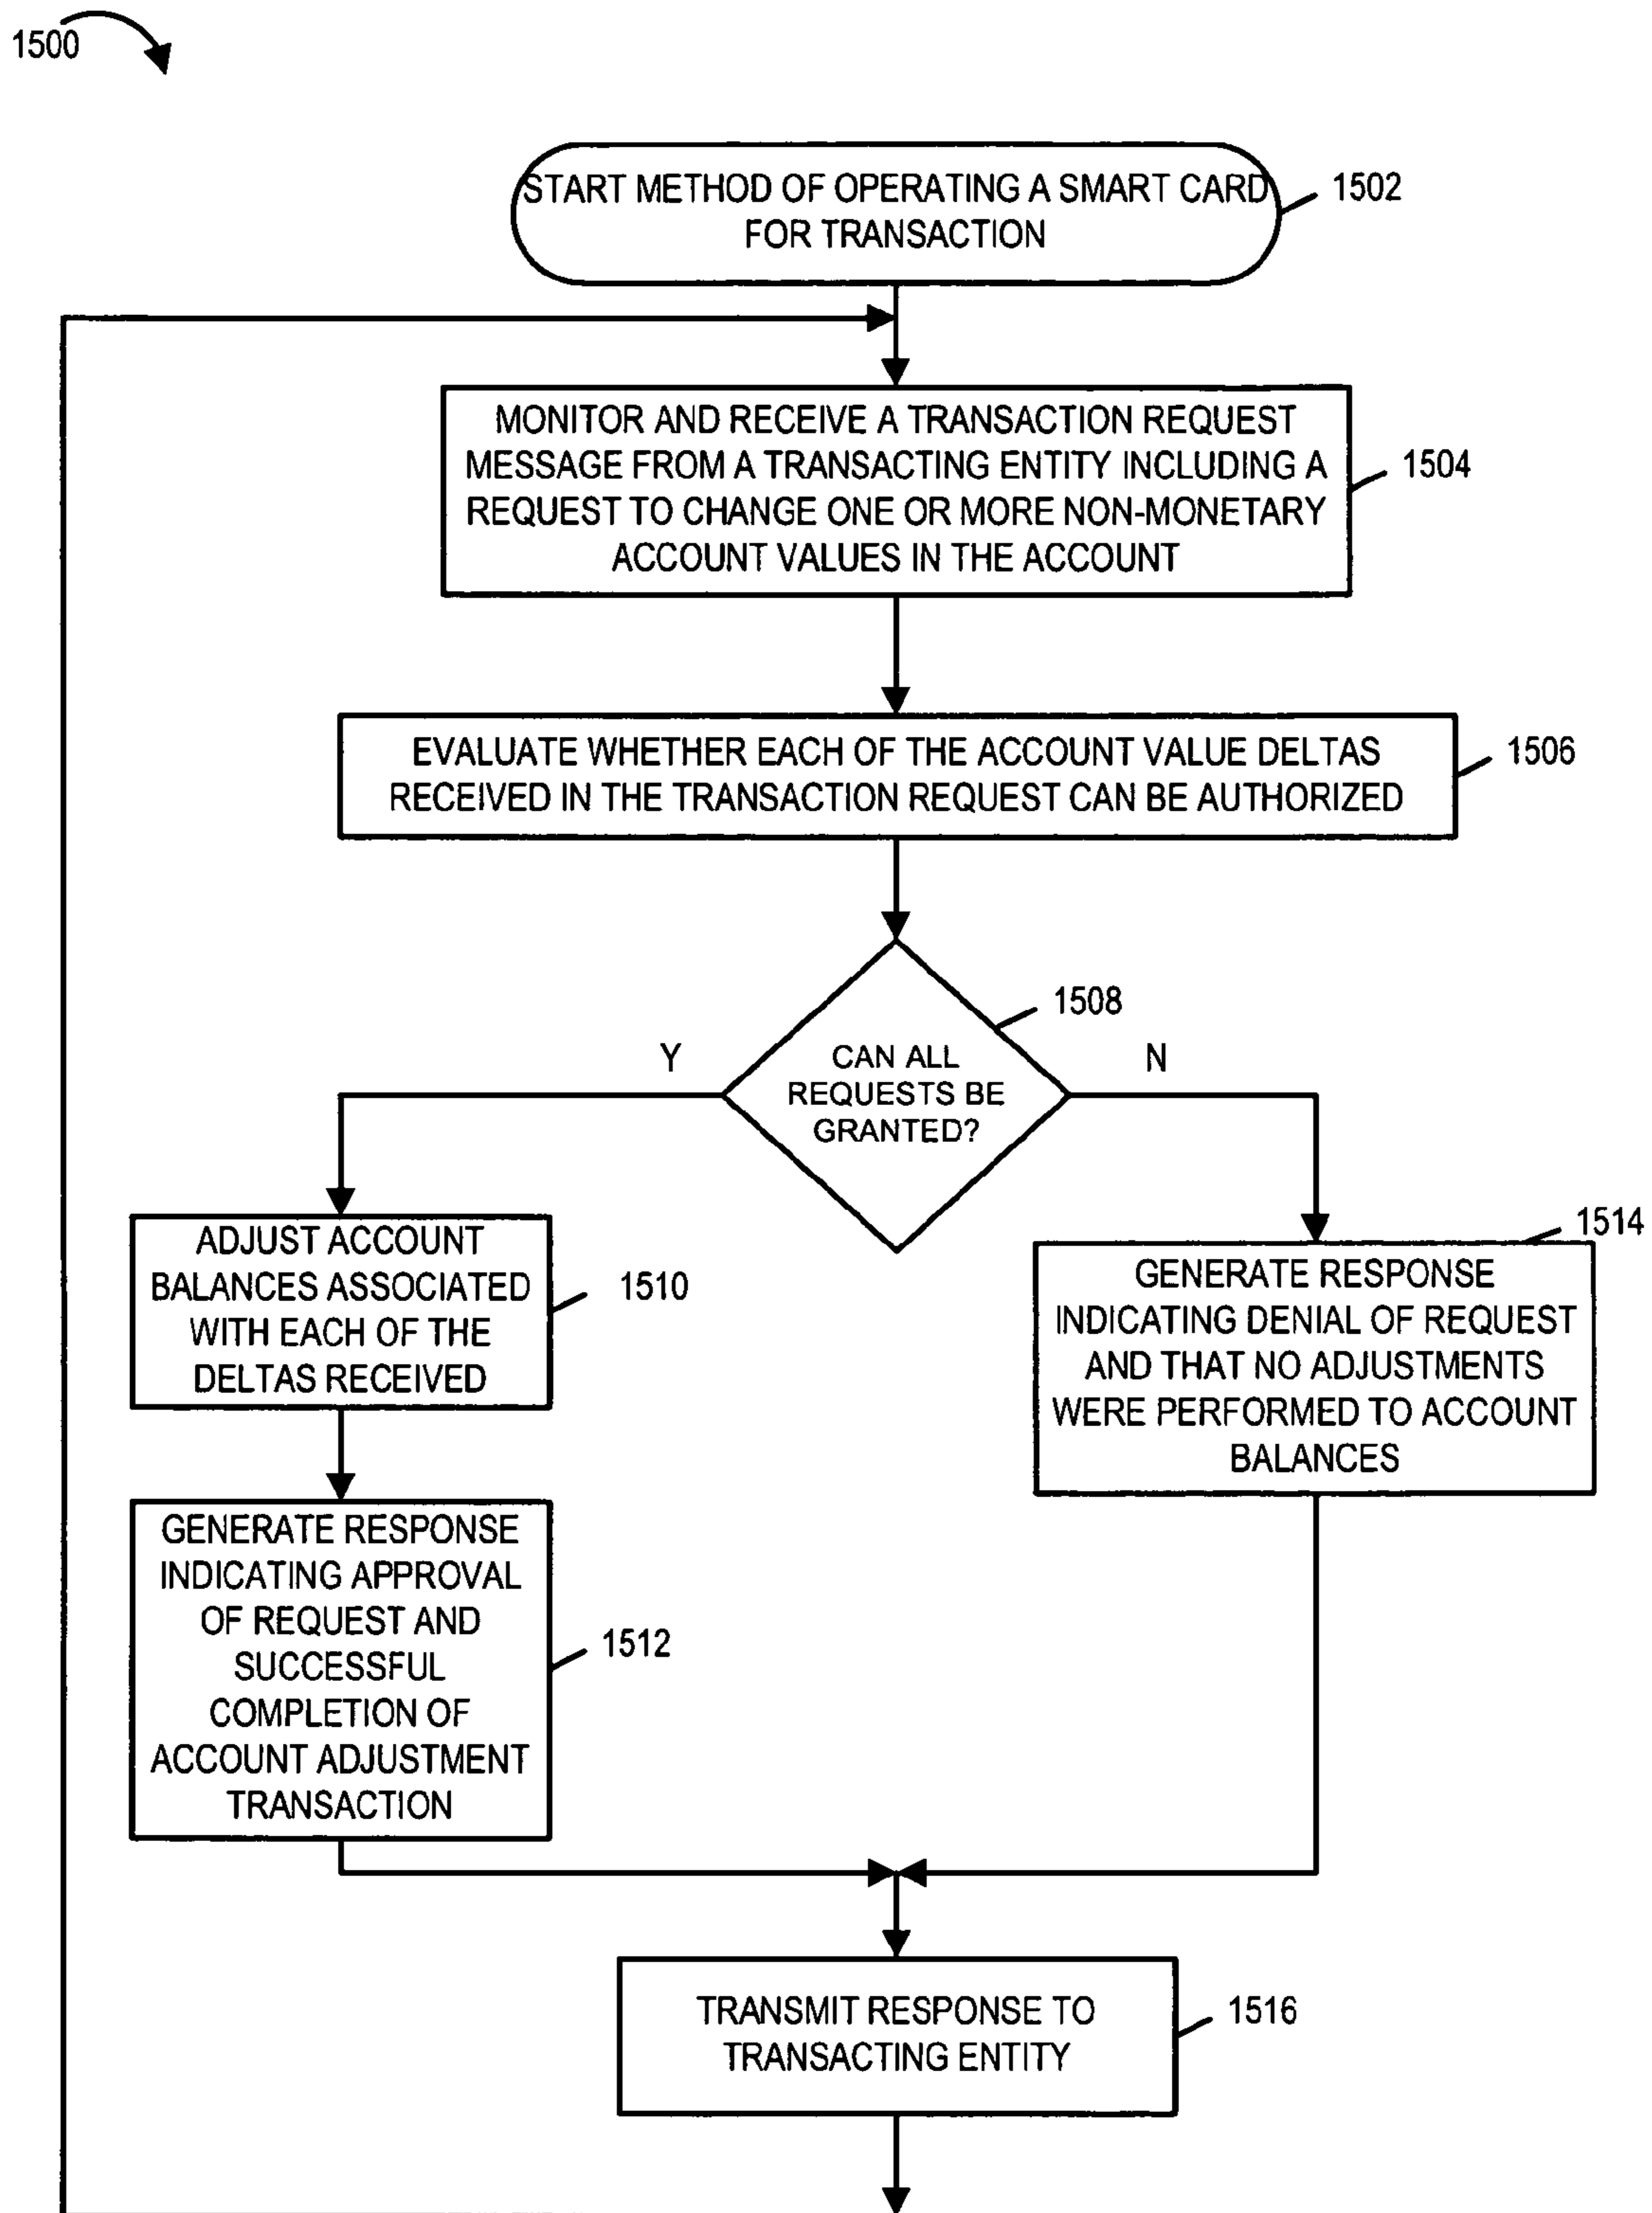 1500
START METHOD OF OPERATING A SMART CARD
FOR TRANSACTION
1502
MONITOR AND RECEIVE A TRANSACTION REQUEST
MESSAGE FROM A TRANSACTING ENTITY INCLUDING A
REQUEST TO CHANGE ONE OR MORE NON-MONETARY
ACCOUNT VALUES IN THE ACCOUNT
1504
EVALUATE WHETHER EACH OF THE ACCOUNT VALUE DELTAS
RECEIVED IN THE TRANSACTION REQUEST CAN BE AUTHORIZED
1506
1508
Y
CAN ALL
REQUESTS BE
GRANTED?
N
ADJUST ACCOUNT
BALANCES ASSOCIATED
WITH EACH OF THE
DELTAS RECEIVED
1510
1514
GENERATE RESPONSE
INDICATING DENIAL OF REQUEST
AND THAT NO ADJUSTMENTS
WERE PERFORMED TO ACCOUNT
BALANCES
GENERATE RESPONSE
INDICATING APPROVAL
OF REQUEST AND
SUCCESSFUL
COMPLETION OF
ACCOUNT ADJUSTMENT
TRANSACTION
1512
TRANSMIT RESPONSE TO
TRANSACTING ENTITY
1516